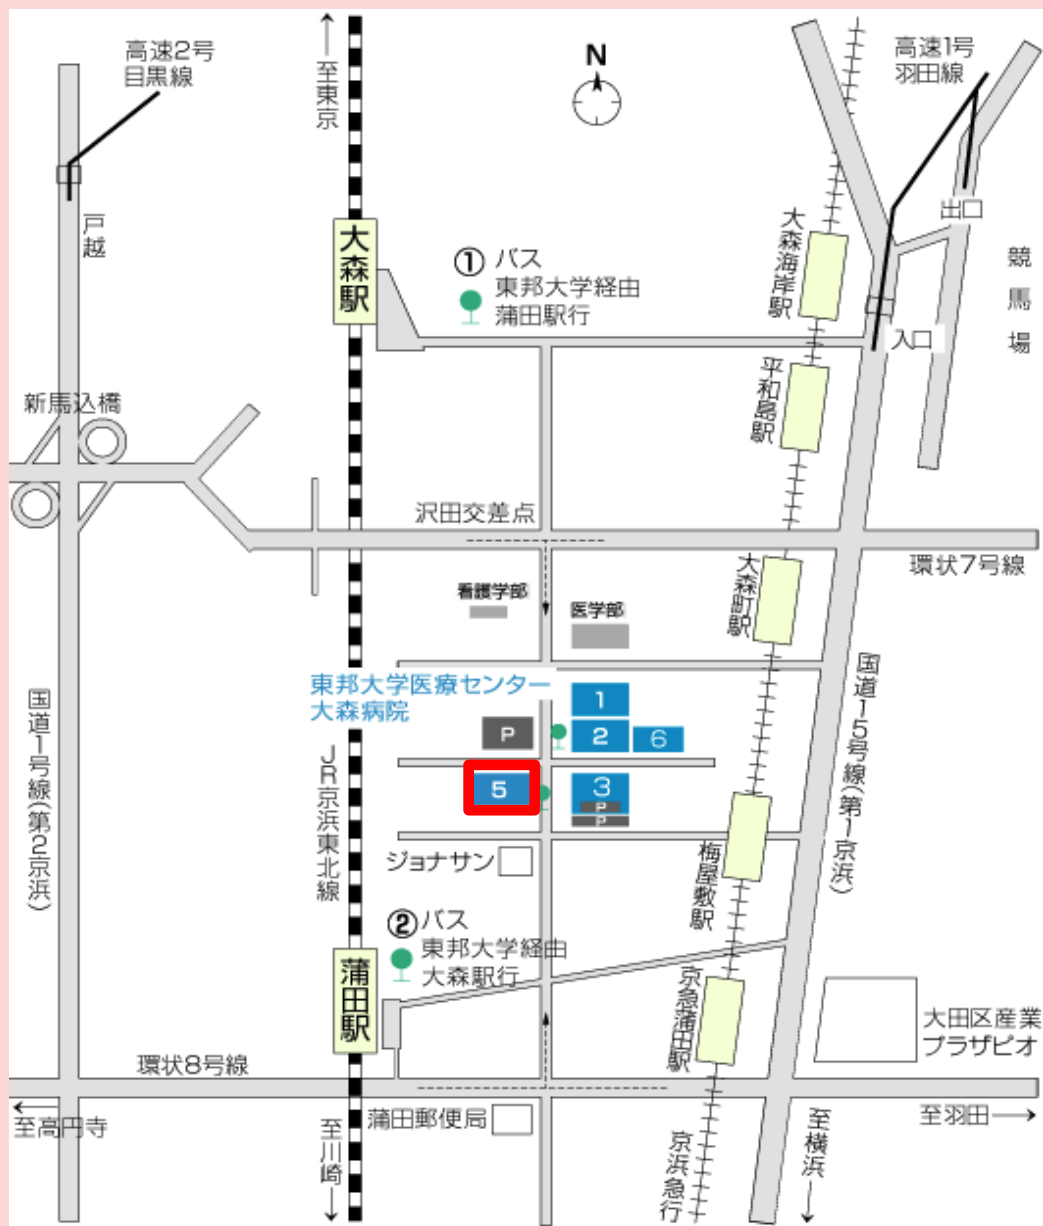 高速2号
目黒線
至東京
N
高速1号
羽田線
戸越
大森駅
① バス
東邦大学経由
蒲田駅行
大森海岸駅
出口
競馬場
入口
平和島駅
新馬込橋
沢田交差点
環状7号線
看護学部
医学部
大森町駅
東邦大学医療センター
大森病院
1
P
2
6
5
3
P
P
国道1号線(第2京浜)
JR京浜東北線
国道15号線(第1京浜)
ジョナサン
梅屋敷駅
② バス
東邦大学経由
大森駅行
蒲田駅
京急蒲田駅
大田区産業
プラザピオ
環状8号線
至高円寺
至川崎
蒲田郵便局
京浜急行
至横浜
至羽田